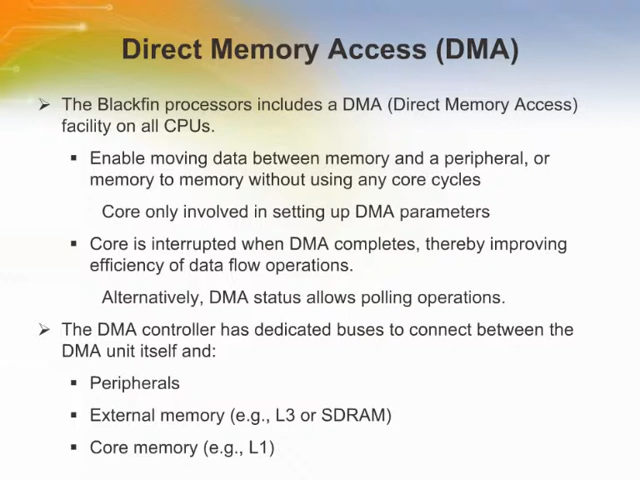 Direct Memory Access (DMA)
➢ The Blackfin processors includes a DMA (Direct Memory Access)
facility on all CPUs.
▪ Enable moving data between memory and a peripheral, or
memory to memory without using any core cycles
Core only involved in setting up DMA parameters
▪ Core is interrupted when DMA completes, thereby improving
efficiency of data flow operations.
Alternatively, DMA status allows polling operations.
➢ The DMA controller has dedicated buses to connect between the
DMA unit itself and:
▪ Peripherals
▪ External memory (e.g., L3 or SDRAM)
▪ Core memory (e.g., L1)